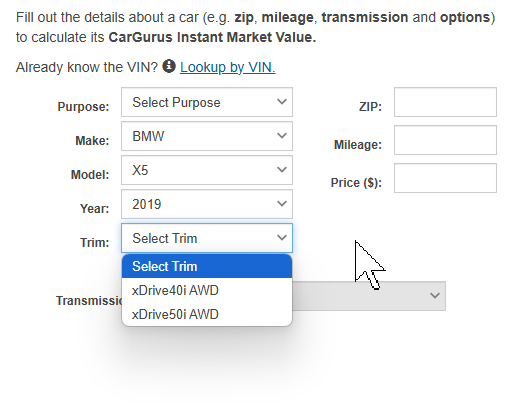 Fill out the details about a car (e.g. zip, mileage, transmission and options)
to calculate its CarGurus Instant Market Value.
Already know the VIN? Lookup by VIN.
Purpose: Select Purpose
ZIP:
Make: BMW
Mileage:
Model: X5
Price ($):
Year: 2019
Trim: Select Trim
Select Trim
xDrive40i AWD
xDrive50i AWD
Transmissi